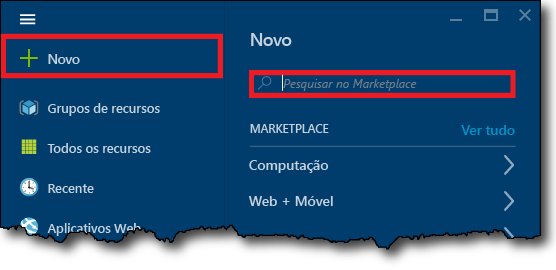 Novo
Grupos de recursos
Todos os recursos
Recente
Aplicativos Web
Novo
Pesquisar no Marketplace
MARKETPLACE
Ver tudo
Computação
Web + Móvel